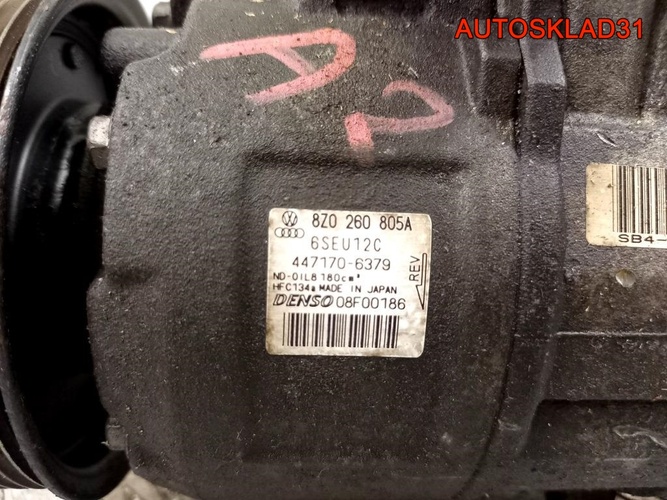 AUTOSKLAD31
A2
8Z0 260 805A
6SEU12C
447170-6379
REV
ND-OIL8 180cm³
HFC134a MADE IN JAPAN
DENSO 08F00186
SB4-